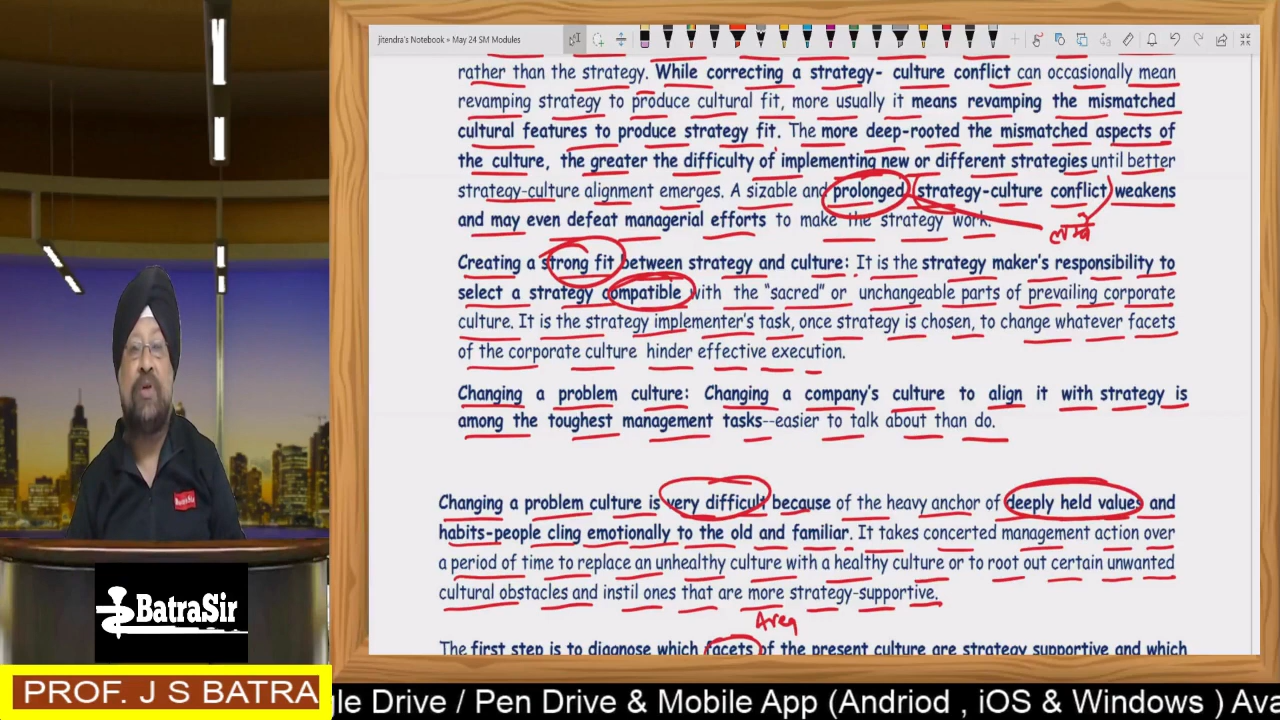 jitendra's Notebook » May 24 SM Modules
rather than the strategy. While correcting a strategy- culture conflict can occasionally mean
revamping strategy to produce cultural fit, more usually it means revamping the mismatched
cultural features to produce strategy fit. The more deep-rooted the mismatched aspects of
the culture, the greater the difficulty of implementing new or different strategies until better
strategy-culture alignment emerges. A sizable and prolonged strategy-culture conflict weakens
and may even defeat managerial efforts to make the strategy work.
Creating a strong fit between strategy and culture: It is the strategy maker's responsibility to
select a strategy compatible with the "sacred" or unchangeable parts of prevailing corporate
culture. It is the strategy implementer's task, once strategy is chosen, to change whatever facets
of the corporate culture hinder effective execution.
Changing a problem culture: Changing a company's culture to align it with strategy is
among the toughest management tasks--easier to talk about than do.
Changing a problem culture is very difficult because of the heavy anchor of deeply held values and
habits-people cling emotionally to the old and familiar. It takes concerted management action over
a period of time to replace an unhealthy culture with a healthy culture or to root out certain unwanted
cultural obstacles and instil ones that are more strategy-supportive.
Area
The first step is to diagnose which facets of the present culture are strategy supportive and which
BatraSir
BatraSir
PROF. J S BATRA
gle Drive / Pen Drive & Mobile App (Andriod , iOS & Windows ) Ava